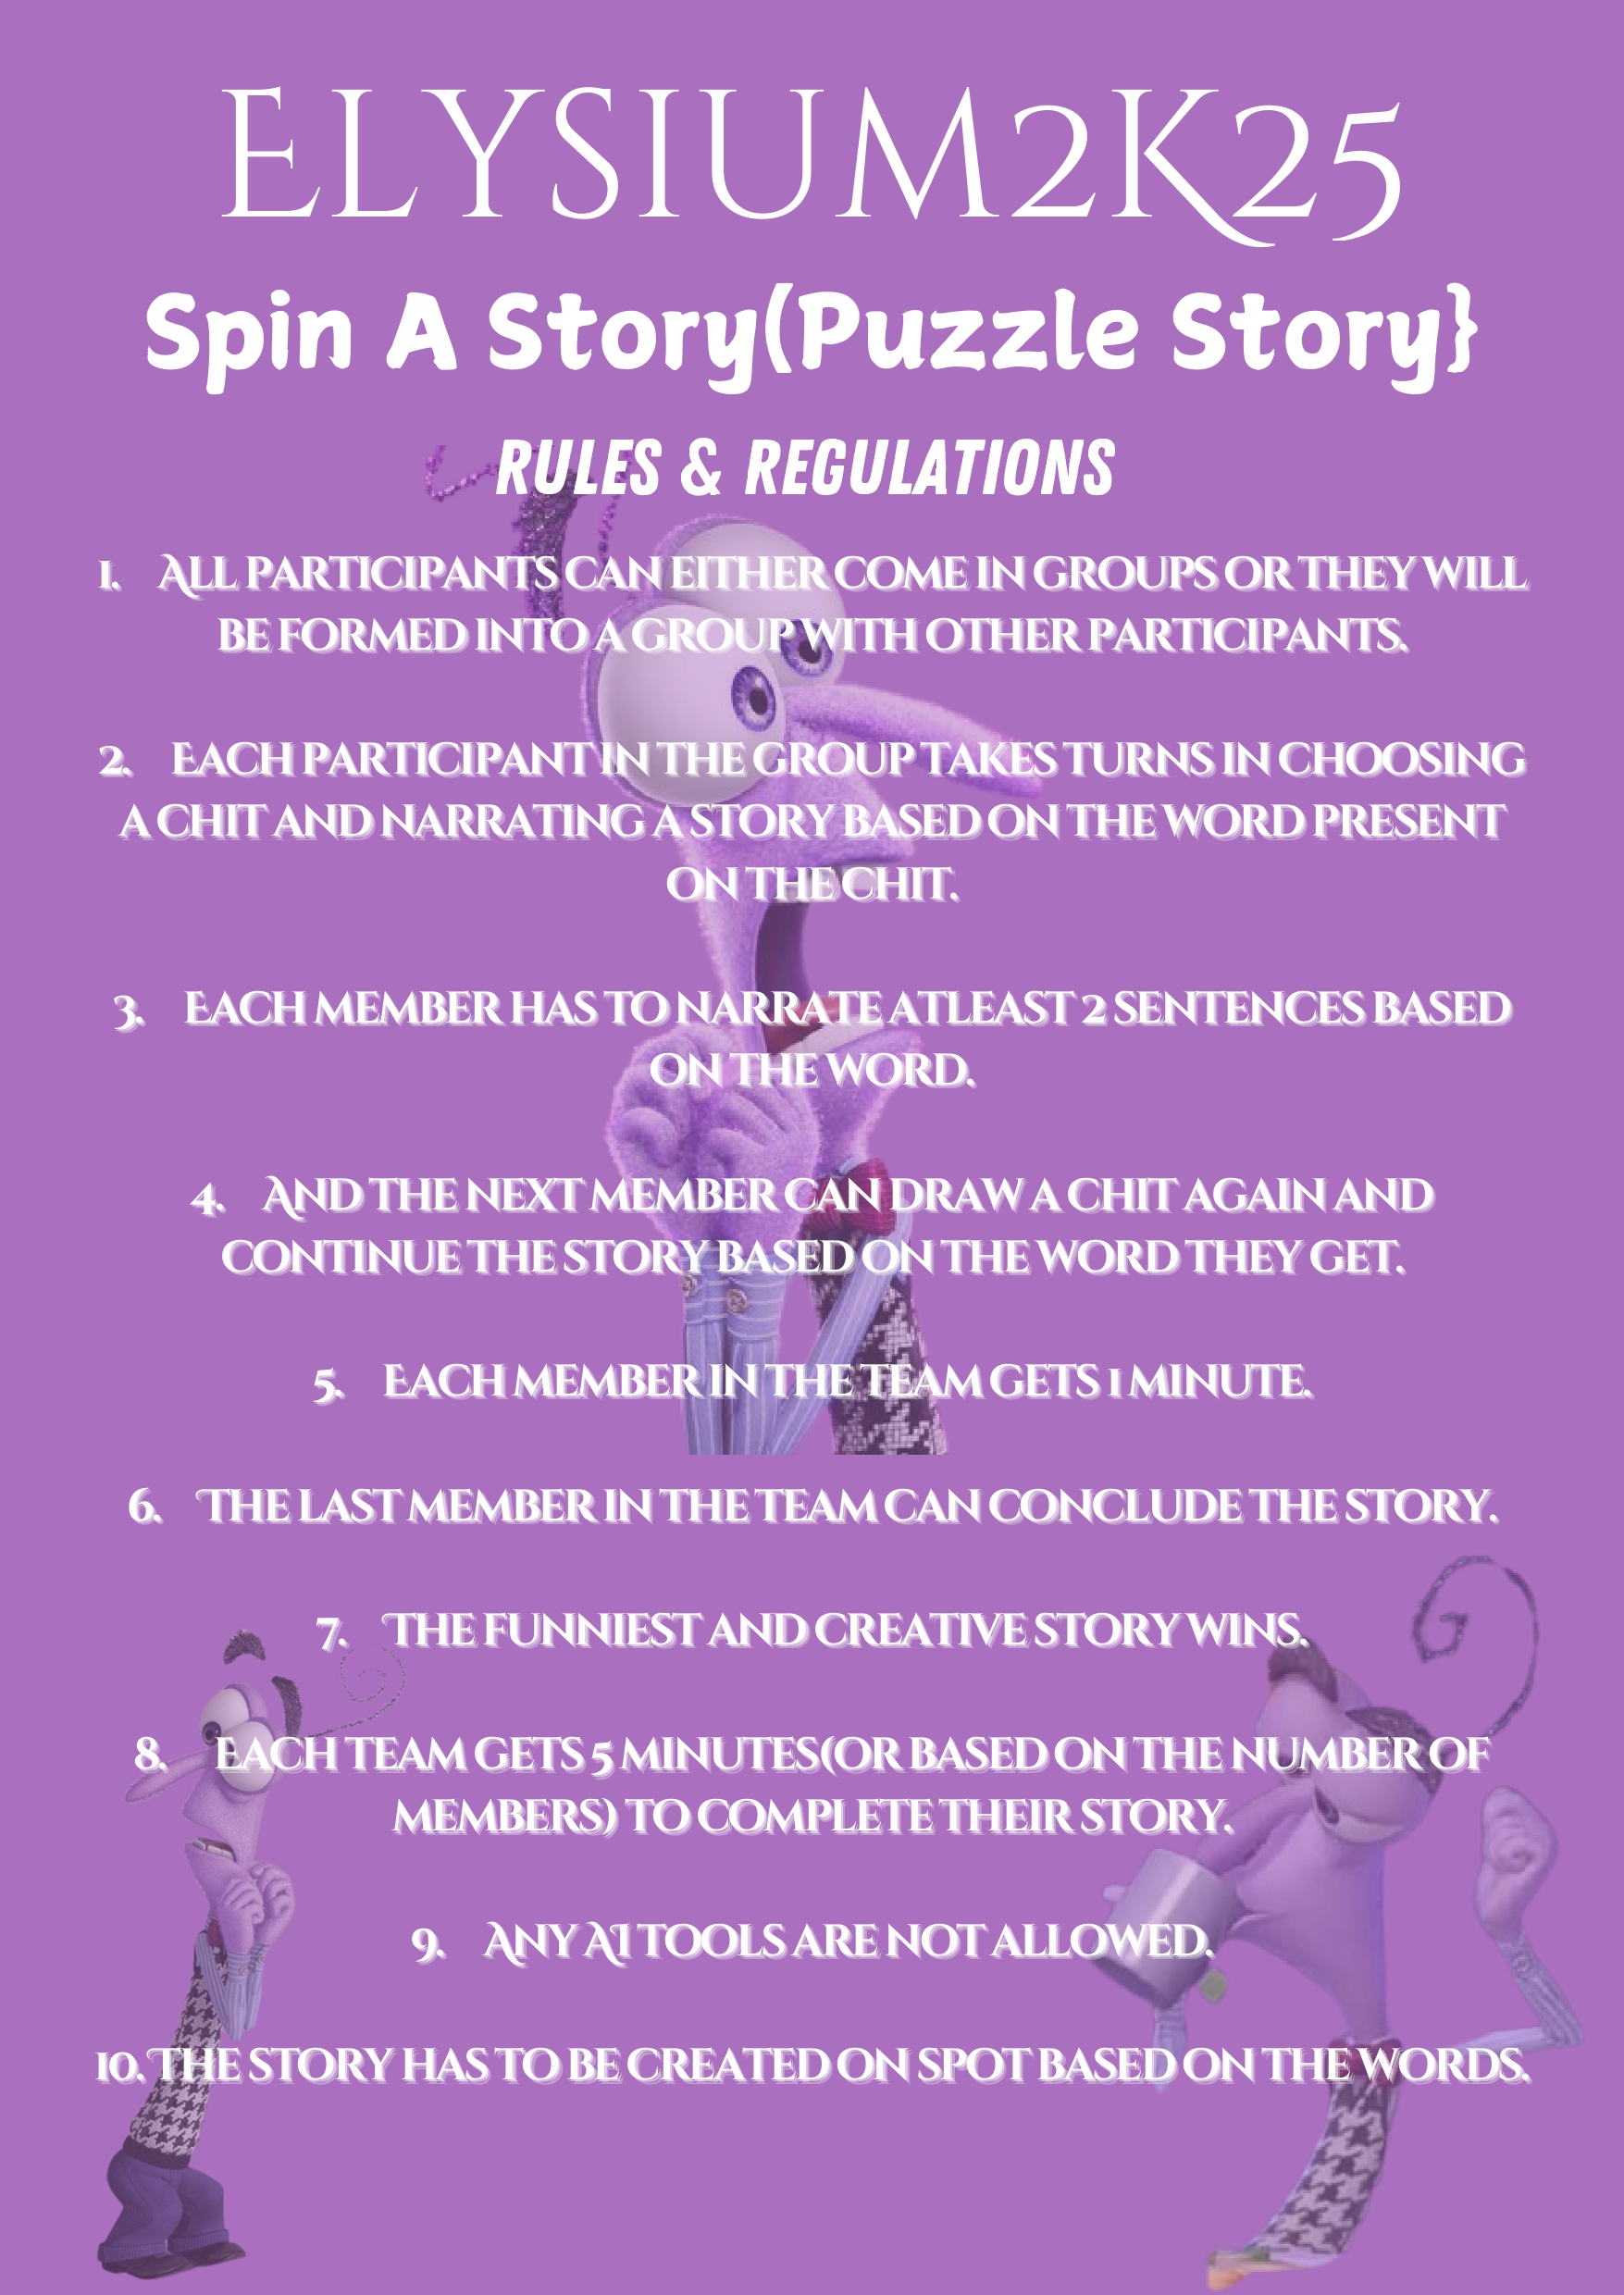 ELYSIUM2K25
Spin A Story(Puzzle Story}
RULES & REGULATIONS
1. All participants can either come in groups or they will
be formed into a group with other participants.
2. Each participant in the group takes turns in choosing
a chit and narrating a story based on the word present
on the chit.
3. Each member has to narrate atleast 2 sentences based
on the word.
4. And the next member can draw a chit again and
continue the story based on the word they get.
5. Each member in the team gets 1 minute.
6. The last member in the team can conclude the story.
7. The funniest and creative story wins.
8. Each team gets 5 minutes(or based on the number of
members) to complete their story.
9. Any AI tools are not allowed.
10. The story has to be created on spot based on the words.